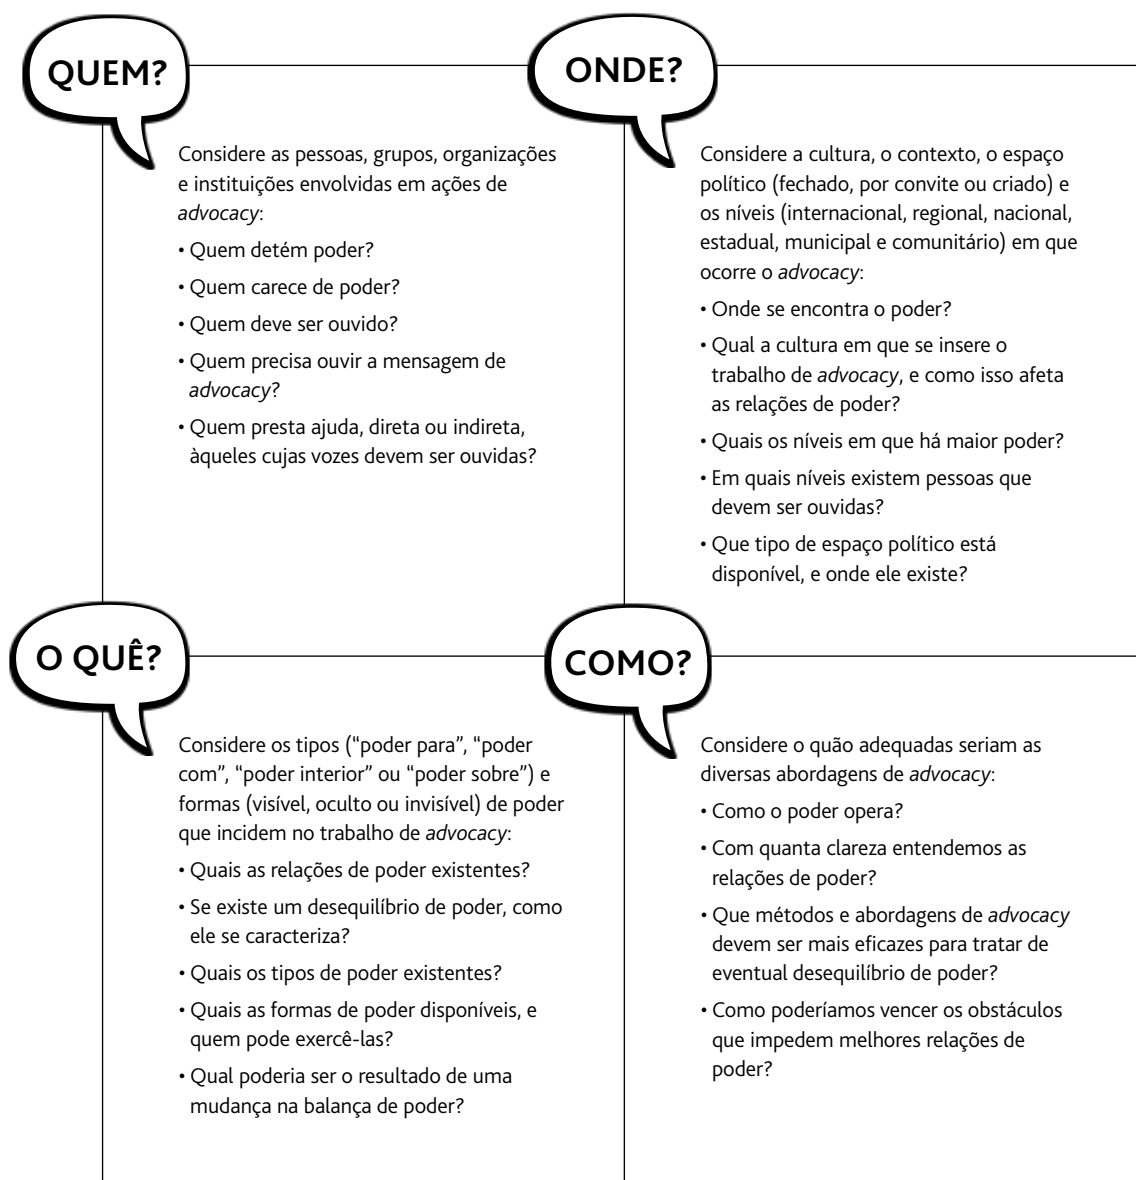 QUEM?
Considere as pessoas, grupos, organizações
e instituições envolvidas em ações de
advocacy:
• Quem detém poder?
• Quem carece de poder?
• Quem deve ser ouvido?
• Quem precisa ouvir a mensagem de
advocacy?
• Quem presta ajuda, direta ou indireta,
àqueles cujas vozes devem ser ouvidas?
ONDE?
Considere a cultura, o contexto, o espaço
político (fechado, por convite ou criado) e
os níveis (internacional, regional, nacional,
estadual, municipal e comunitário) em que
ocorre o advocacy:
• Onde se encontra o poder?
• Qual a cultura em que se insere o
trabalho de advocacy, e como isso afeta
as relações de poder?
• Quais os níveis em que há maior poder?
• Em quais níveis existem pessoas que
devem ser ouvidas?
• Que tipo de espaço político está
disponível, e onde ele existe?
O QUÊ?
Considere os tipos (“poder para”, “poder
com”, “poder interior” ou “poder sobre”) e
formas (visível, oculto ou invisível) de poder
que incidem no trabalho de advocacy:
• Quais as relações de poder existentes?
• Se existe um desequilíbrio de poder, como
ele se caracteriza?
• Quais os tipos de poder existentes?
• Quais as formas de poder disponíveis, e
quem pode exercê-las?
• Qual poderia ser o resultado de uma
mudança na balança de poder?
COMO?
Considere o quão adequadas seriam as
diversas abordagens de advocacy:
• Como o poder opera?
• Com quanta clareza entendemos as
relações de poder?
• Que métodos e abordagens de advocacy
devem ser mais eficazes para tratar de
eventual desequilíbrio de poder?
• Como poderíamos vencer os obstáculos
que impedem melhores relações de
poder?